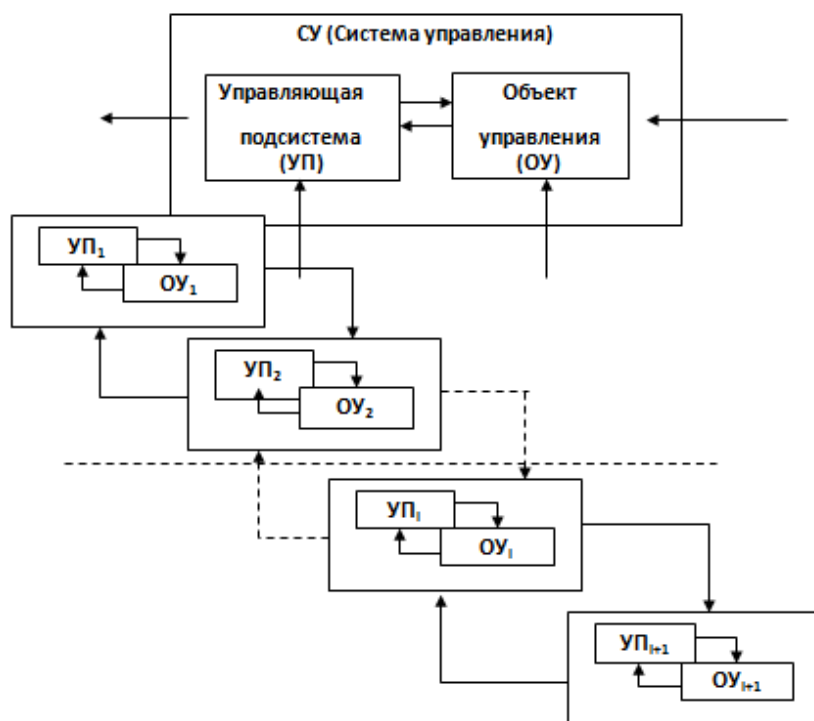 СУ (Система управления)
Управляющая
подсистема
(УП)
Объект
управления
(ОУ)
УП₁
ОУ₁
УП₂
ОУ₂
УПᵢ
ОУᵢ
УПᵢ₊₁
ОУᵢ₊₁